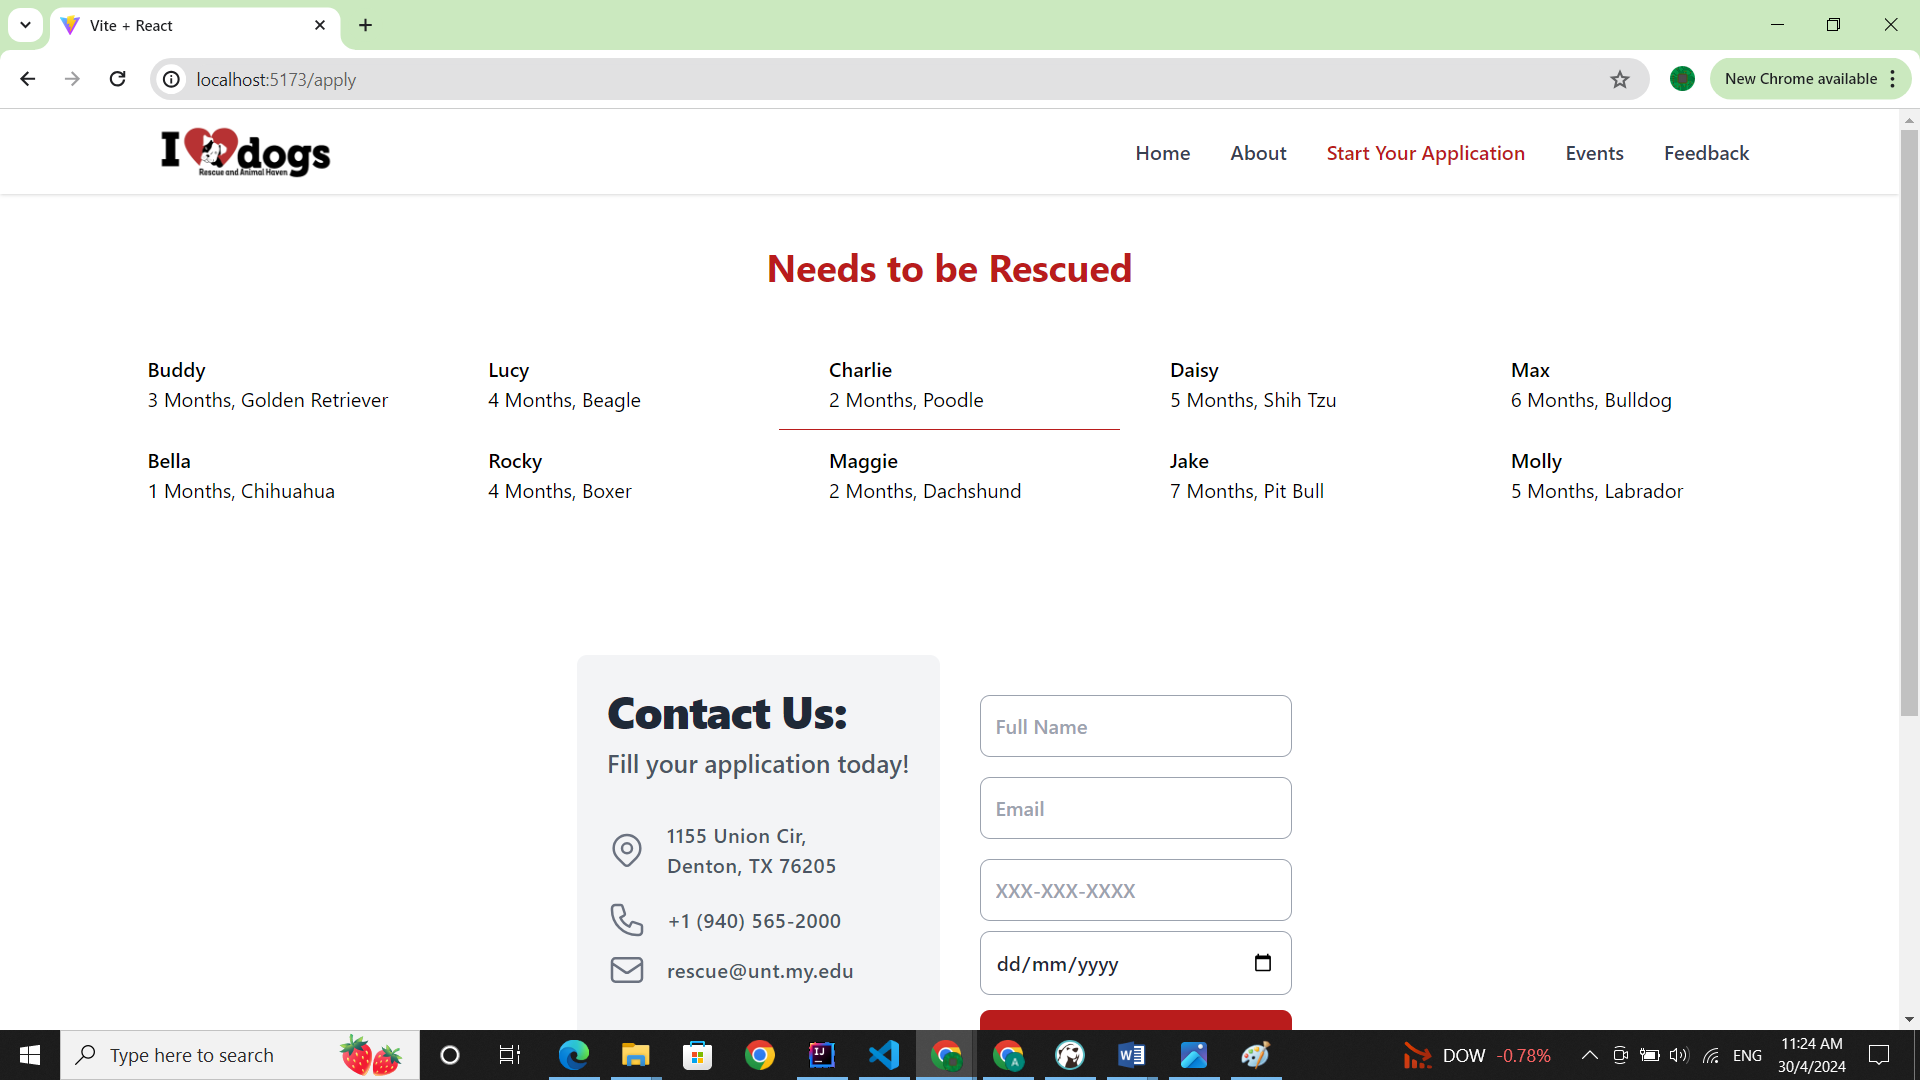 Vite + React
localhost:5173/apply
New Chrome available
I dogs
Rescue and Animal Haven
Home About Start Your Application Events Feedback
Needs to be Rescued
Buddy
3 Months, Golden Retriever
Lucy
4 Months, Beagle
Charlie
2 Months, Poodle
Daisy
5 Months, Shih Tzu
Max
6 Months, Bulldog
Bella
1 Months, Chihuahua
Rocky
4 Months, Boxer
Maggie
2 Months, Dachshund
Jake
7 Months, Pit Bull
Molly
5 Months, Labrador
Contact Us:
Fill your application today!
1155 Union Cir,
Denton, TX 76205
+1 (940) 565-2000
rescue@unt.my.edu
Full Name
Email
XXX-XXX-XXXX
dd/mm/yyyy
Type here to search
DOW -0.78%
ENG
11:24 AM
30/4/2024